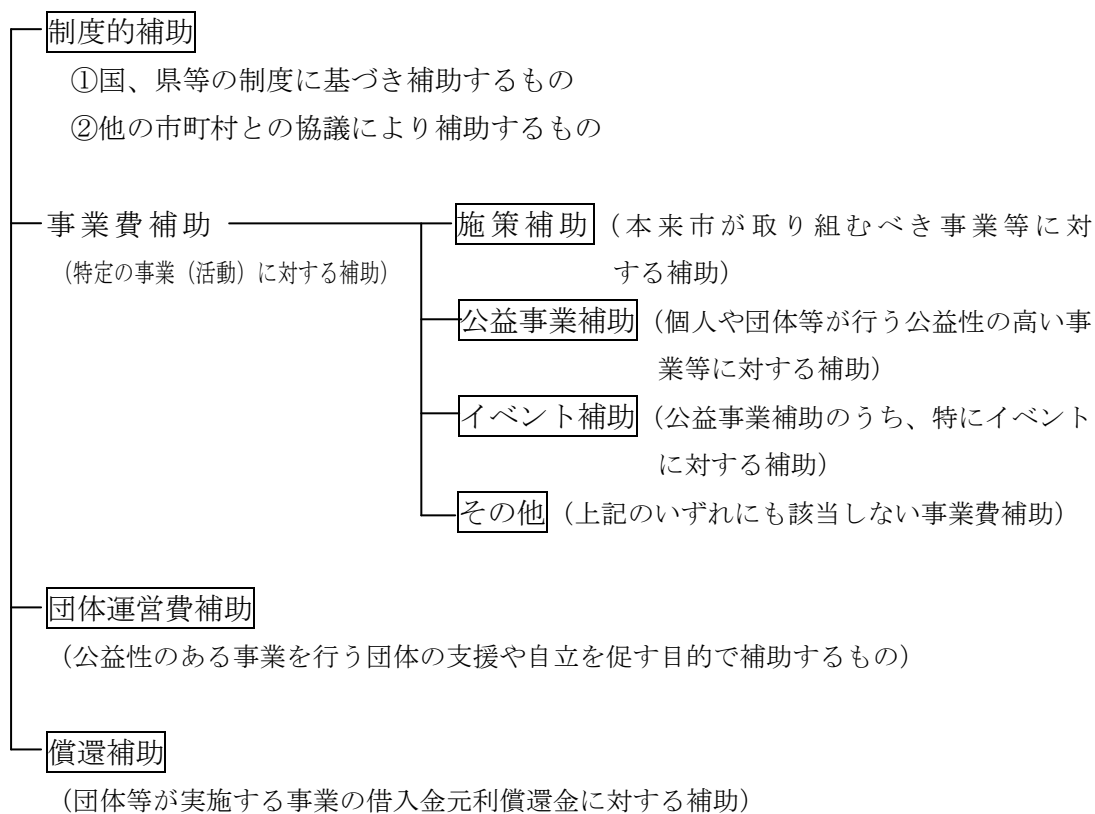 制度的補助
①国、県等の制度に基づき補助するもの
②他の市町村との協議により補助するもの
事業費補助
（特定の事業（活動）に対する補助）
施策補助（本来市が取り組むべき事業等に対
する補助）
公益事業補助（個人や団体等が行う公益性の高い事
業等に対する補助）
イベント補助（公益事業補助のうち、特にイベント
に対する補助）
その他（上記のいずれにも該当しない事業費補助）
団体運営費補助
（公益性のある事業を行う団体の支援や自立を促す目的で補助するもの）
償還補助
（団体等が実施する事業の借入金元利償還金に対する補助）